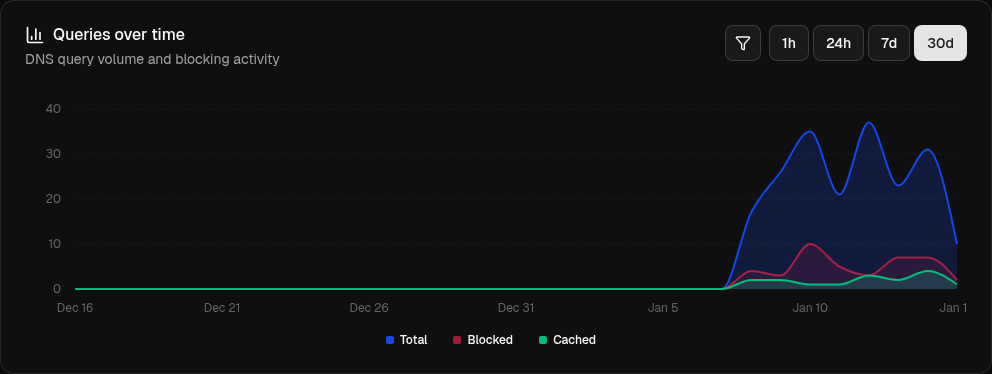 Queries over time
DNS query volume and blocking activity
1h 24h 7d 30d
40
30
20
10
0
Dec 16 Dec 21 Dec 26 Dec 31 Jan 5 Jan 10 Jan 1
Total Blocked Cached